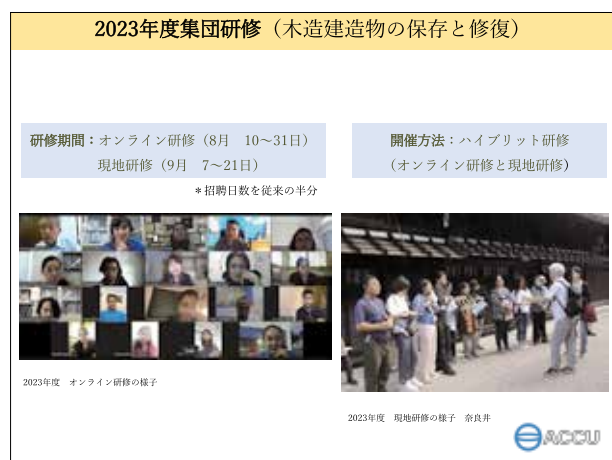 2023年度集団研修（木造建造物の保存と修復）
研修期間：オンライン研修（8月　10～31日）
現地研修（9月　7～21日）
＊招聘日数を従来の半分
開催方法：ハイブリット研修
（オンライン研修と現地研修）
2023年度　オンライン研修の様子
2023年度　現地研修の様子　奈良井
ACCU